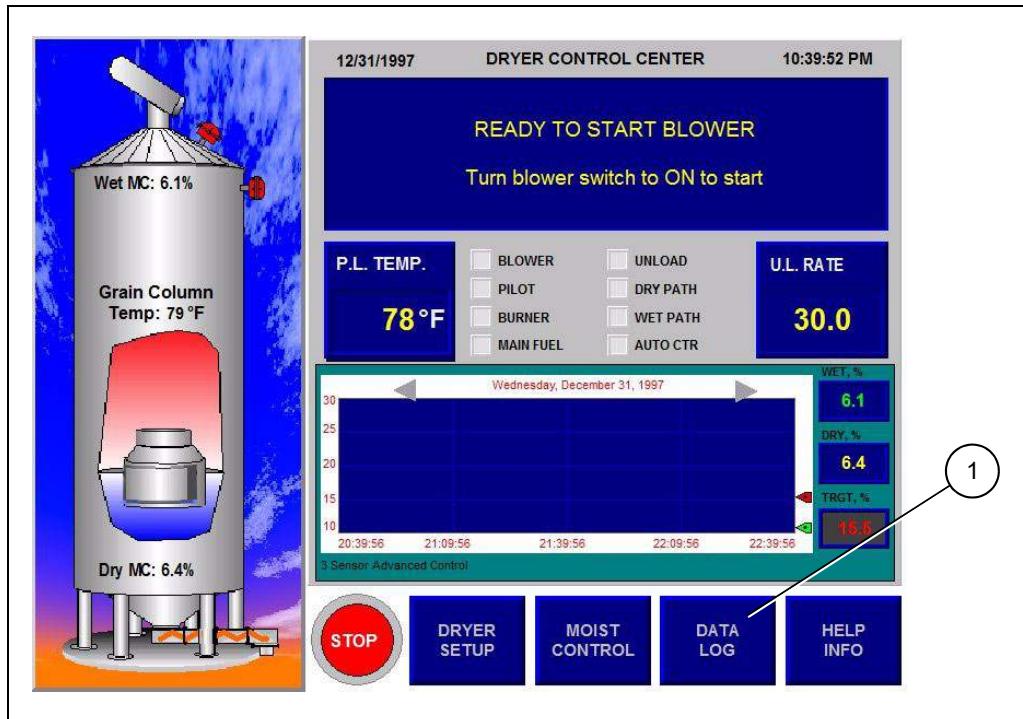 Wet MC: 6.1%
Grain Column
Temp: 79 °F
Dry MC: 6.4%
12/31/1997 DRYER CONTROL CENTER 10:39:52 PM
READY TO START BLOWER
Turn blower switch to ON to start
P.L. TEMP.
78 °F
BLOWER
PILOT
BURNER
MAIN FUEL
UNLOAD
DRY PATH
WET PATH
AUTO CTR
U.L. RATE
30.0
Wednesday, December 31, 1997
30
25
20
15
10
20:39:56 21:09:56 21:39:56 22:09:56 22:39:56
3 Sensor Advanced Control
WET, %
6.1
DRY, %
6.4
TRGT, %
15.5
1
STOP
DRYER
SETUP
MOIST
CONTROL
DATA
LOG
HELP
INFO